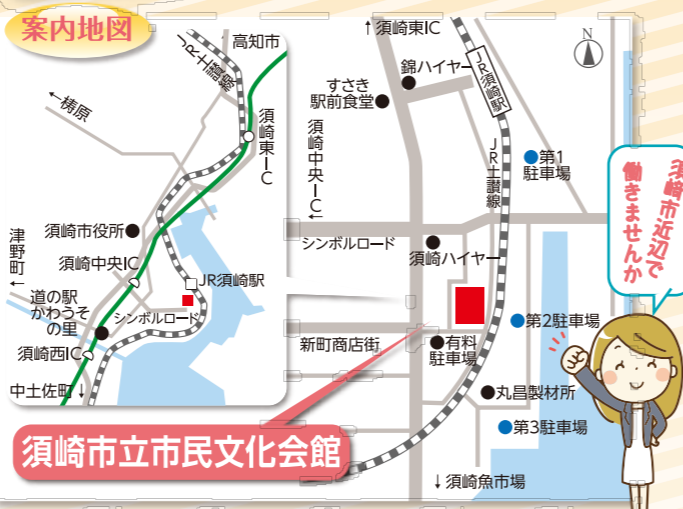 案内地図
高知市
JR土讃線
←梼原
須崎東IC
須崎市役所
津野町
←
須崎中央IC
JR須崎駅
道の駅
かわうそ
の里
シンボルロード
須崎西IC
中土佐町↓
↑須崎東IC
N
錦ハイヤー
JR須崎駅
すさき
駅前食堂
須崎中央IC
←
JR土讃線
第1
駐車場
シンボルロード
須崎ハイヤー
第2駐車場
新町商店街
有料
駐車場
丸昌製材所
第3駐車場
↓須崎魚市場
須崎市立市民文化会館
須崎市近辺で
働きませんか